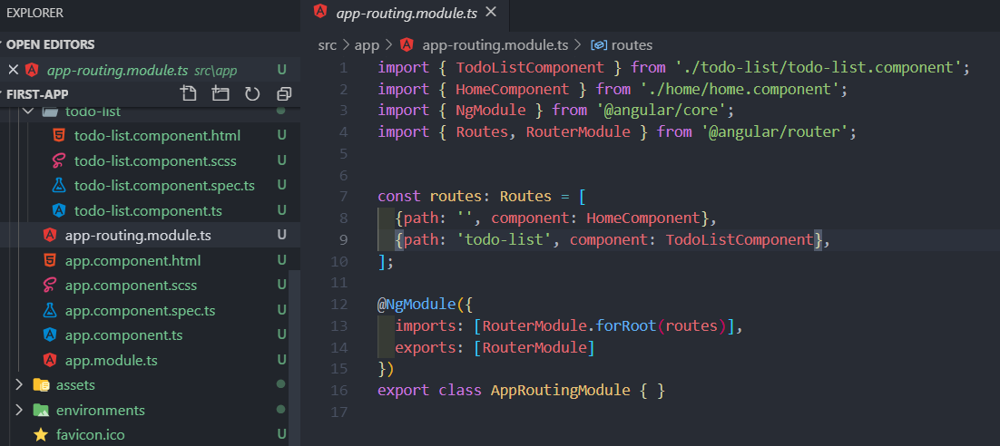 EXPLORER
OPEN EDITORS
app-routing.module.ts src\app U
FIRST-APP
todo-list
todo-list.component.html U
todo-list.component.scss U
todo-list.component.spec.ts U
todo-list.component.ts U
app-routing.module.ts U
app.component.html U
app.component.scss U
app.component.spec.ts U
app.component.ts U
app.module.ts U
assets
environments
favicon.ico U
app-routing.module.ts
src > app > app-routing.module.ts > routes
1 import { TodoListComponent } from './todo-list/todo-list.component';
2 import { HomeComponent } from './home/home.component';
3 import { NgModule } from '@angular/core';
4 import { Routes, RouterModule } from '@angular/router';
5
6
7 const routes: Routes = [
8   {path: '', component: HomeComponent},
9   {path: 'todo-list', component: TodoListComponent},
10 ];
11
12 @NgModule({
13   imports: [RouterModule.forRoot(routes)],
14   exports: [RouterModule]
15 })
16 export class AppRoutingModule { }
17